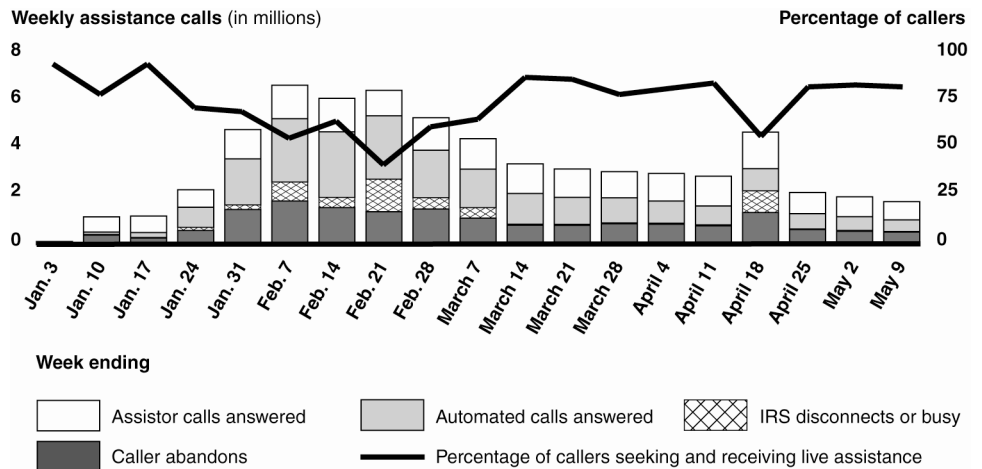 Weekly assistance calls (in millions) Percentage of callers
8 100
6 75
4 50
2 25
0 0
Jan. 3 Jan. 10 Jan. 17 Jan. 24 Jan. 31 Feb. 7 Feb. 14 Feb. 21 Feb. 28 March 7 March 14 March 21 March 28 April 4 April 11 April 18 April 25 May 2 May 9
Week ending
Assistor calls answered Automated calls answered IRS disconnects or busy
Caller abandons Percentage of callers seeking and receiving live assistance